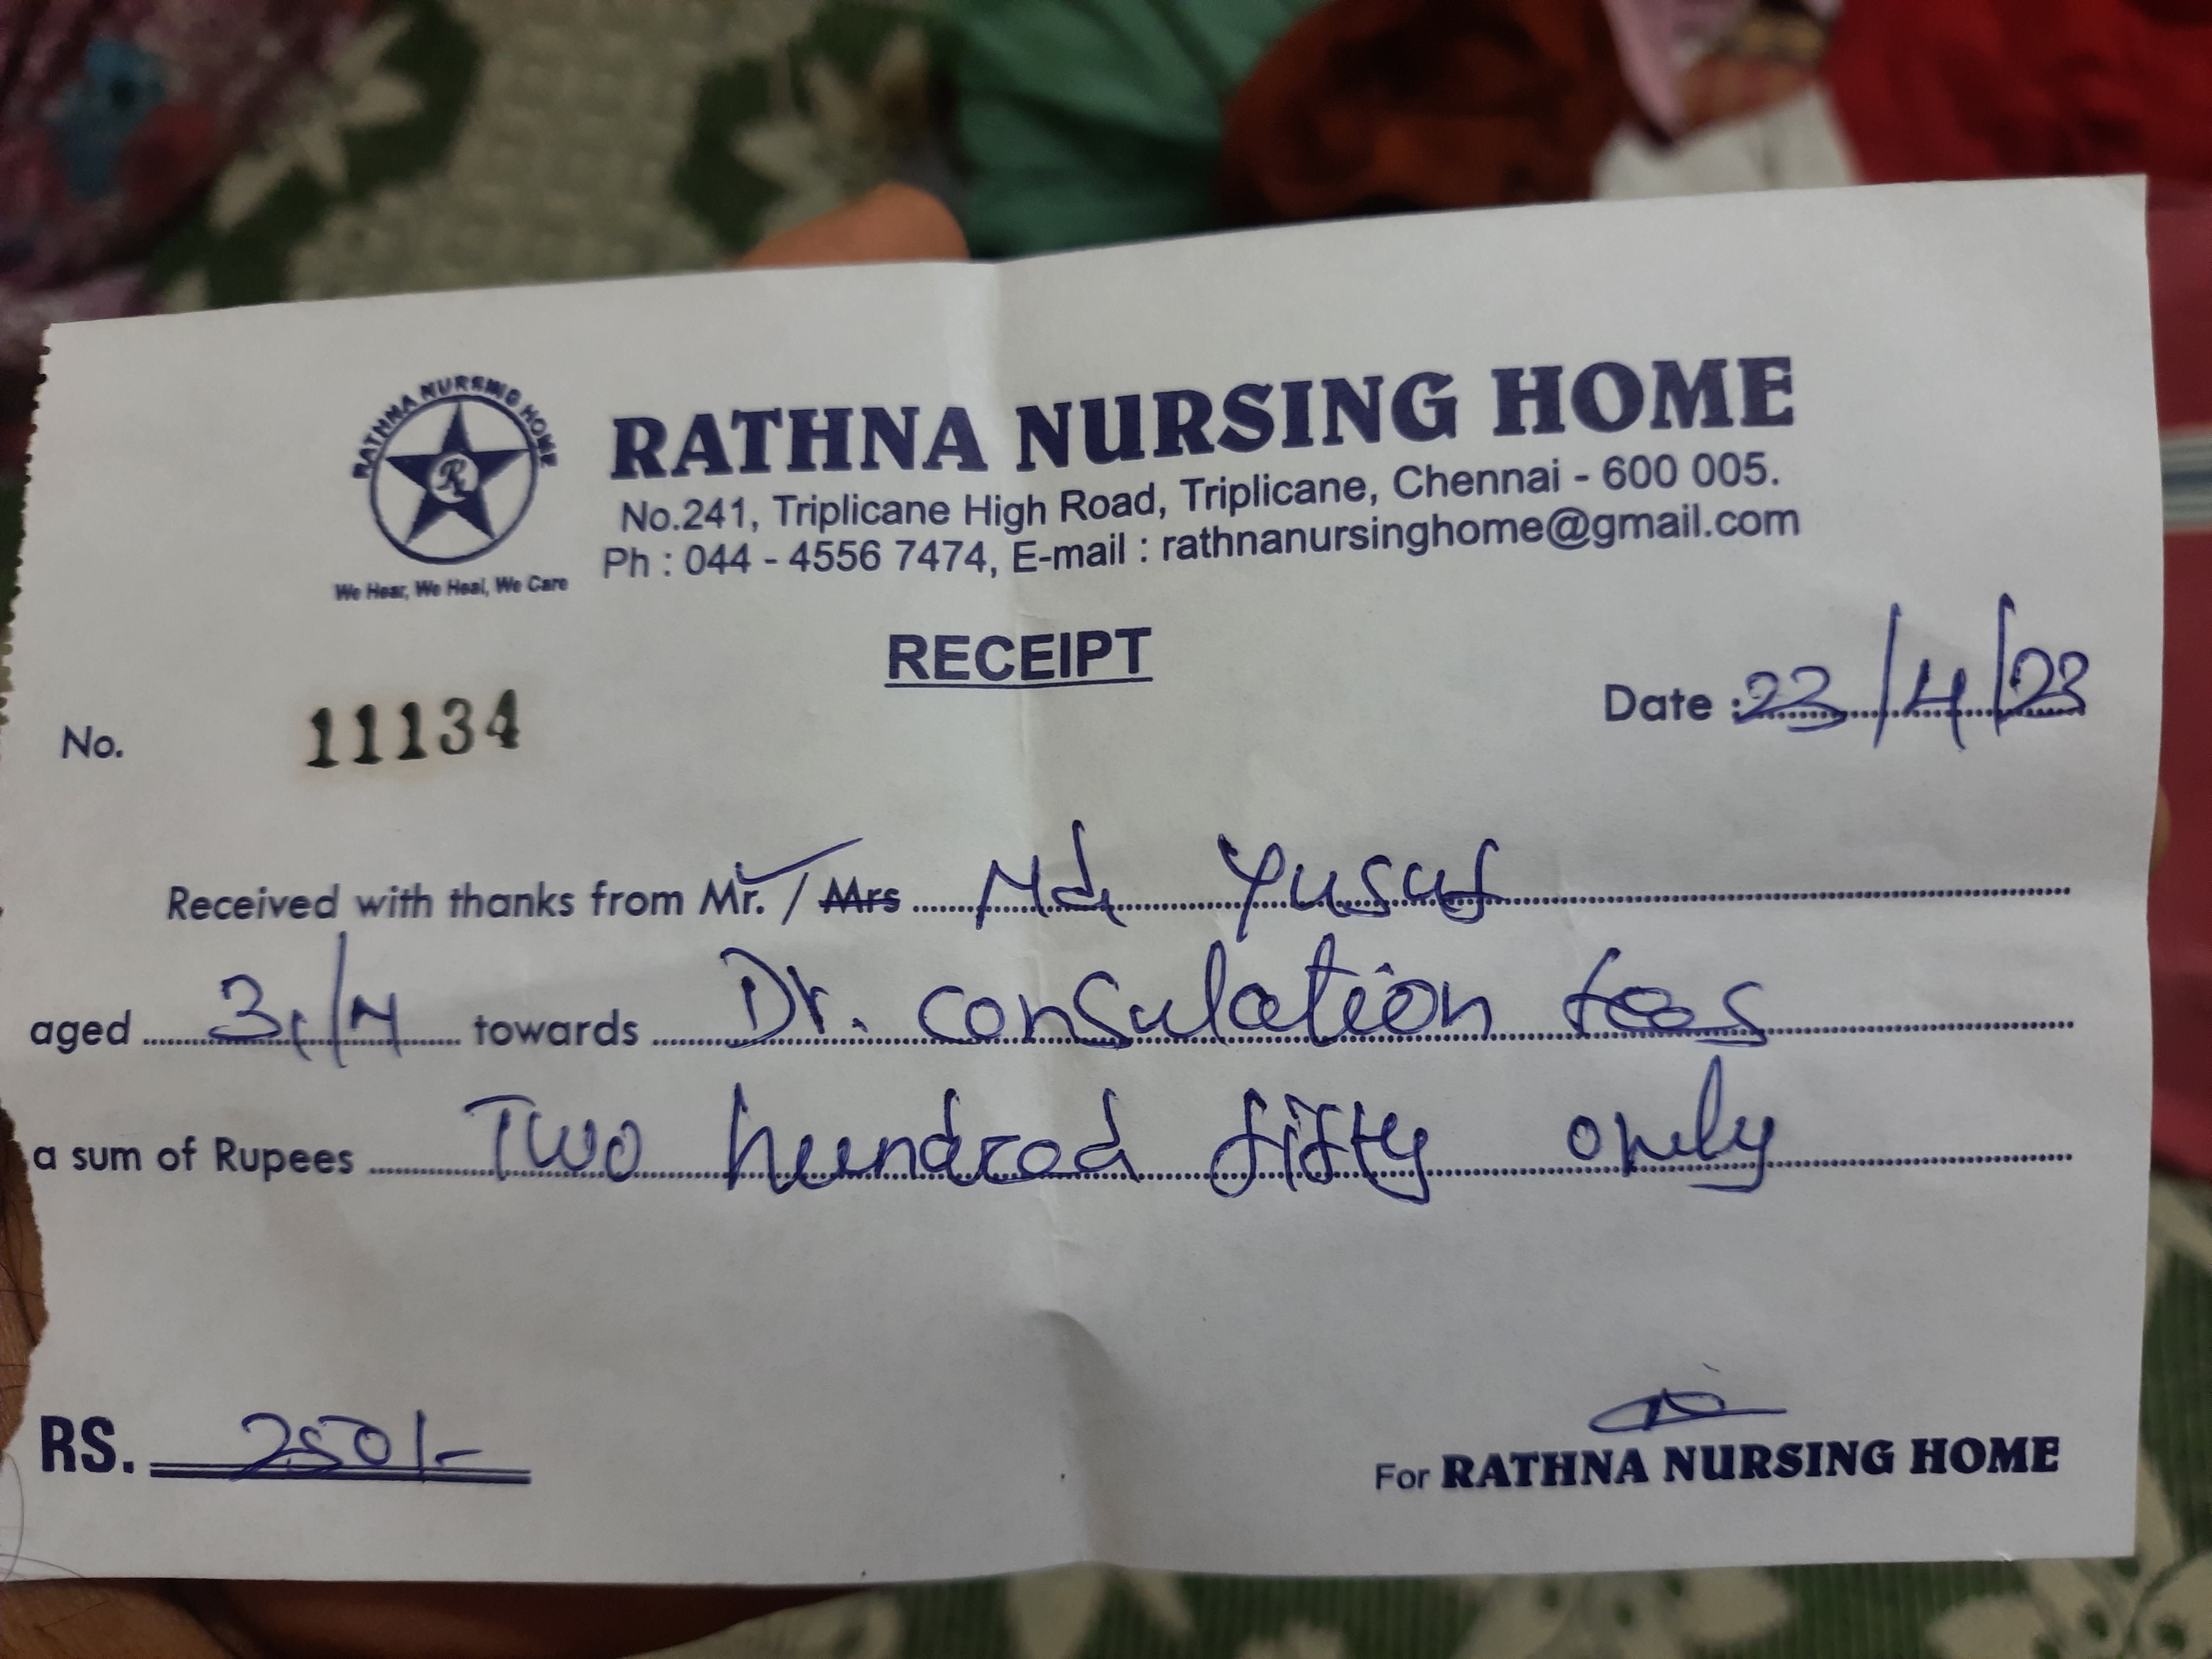 RATHNA NURSING HOME
R
We Hear, We Heal, We Care
RATHNA NURSING HOME
No.241, Triplicane High Road, Triplicane, Chennai - 600 005.
Ph : 044 - 4556 7474, E-mail : rathnanursinghome@gmail.com
RECEIPT
No. 11134
Date : 23/4/23
Received with thanks from Mr. / Mrs Md Yusuf
aged towards Dr. consulation fees
a sum of Rupees Two hundred fifty only
RS. 250/-
For RATHNA NURSING HOME